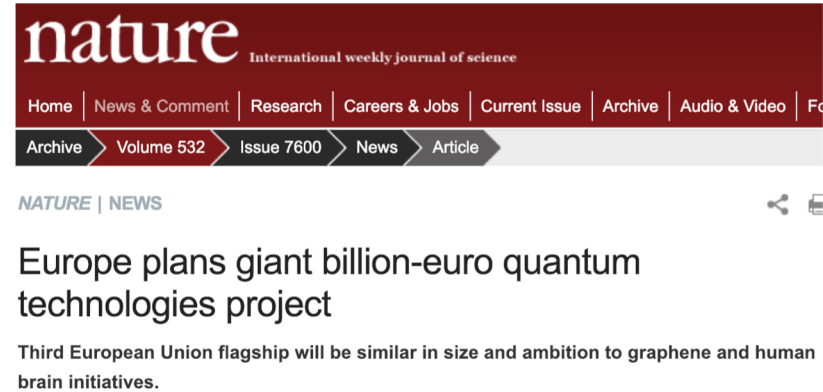 nature International weekly journal of science
Home News & Comment Research Careers & Jobs Current Issue Archive Audio & Video
Archive Volume 532 Issue 7600 News Article
NATURE | NEWS
Europe plans giant billion-euro quantum
technologies project
Third European Union flagship will be similar in size and ambition to graphene and human
brain initiatives.